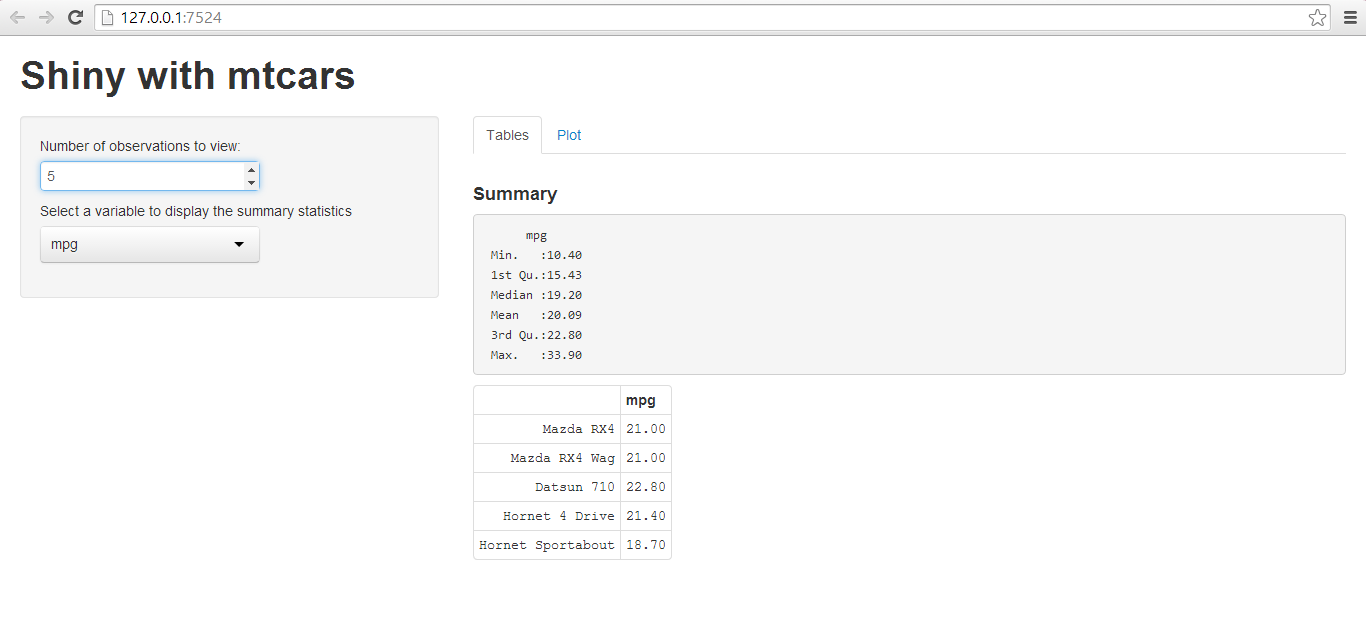 127.0.0.1:7524
Shiny with mtcars
Number of observations to view:
5
Select a variable to display the summary statistics
mpg
Tables Plot
Summary
mpg
Min. :10.40
1st Qu.:15.43
Median :19.20
Mean :20.09
3rd Qu.:22.80
Max. :33.90
mpg
Mazda RX4 21.00
Mazda RX4 Wag 21.00
Datsun 710 22.80
Hornet 4 Drive 21.40
Hornet Sportabout 18.70